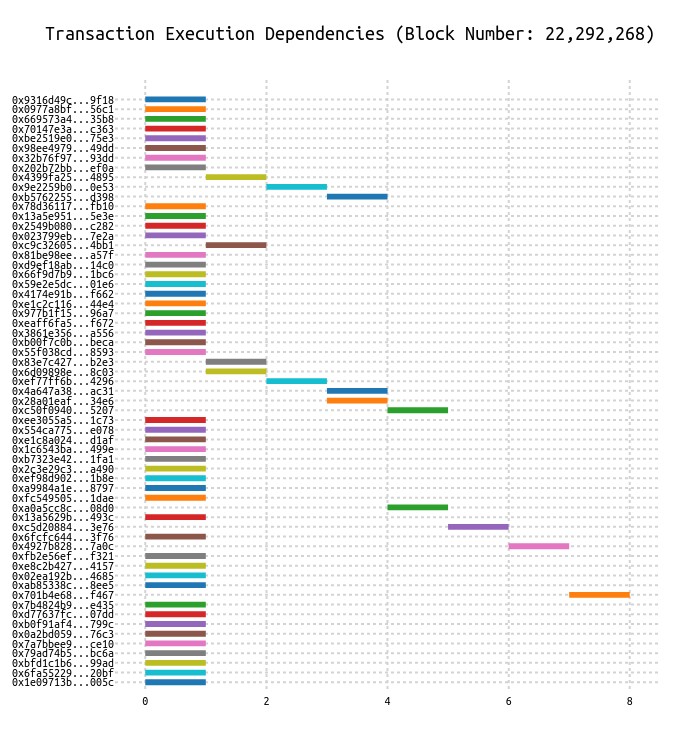 Transaction Execution Dependencies (Block Number: 22,292,268)
0x9316d49c...9f18
0x0977a8bf...56c1
0x669573a4...35b8
0x70147e3a...c363
0xbe2519e0...75e3
0x98ee4979...49dd
0x32b76f97...93dd
0x202b72bb...ef0a
0x4399fa25...4895
0x9e2259b0...0e53
0xb5762255...d398
0x78d36117...fb10
0x13a5e951...5e3e
0x2549b080...c282
0x023799eb...7e2a
0xc9c32605...4bb1
0x81be98ee...a57f
0xd9ef18ab...14c0
0x66f9d7b9...1bc6
0x59e2e5dc...01e6
0x4174e91b...f662
0xe1c2c116...44e4
0x977b1f15...96a7
0xeaff6fa5...f672
0x3861e356...a556
0xb00f7c0b...beca
0x55f038cd...8593
0x83e7c427...b2e3
0x6d09898e...8c03
0xef77ff6b...4296
0x4a647a38...ac31
0x28a01eaf...34e6
0xc50f0940...5207
0xee3055a5...1c73
0x554ca775...e078
0xe1c8a024...d1af
0x1c6543ba...499e
0xb7323e42...1fa1
0x2c3e29c3...a490
0xef98d902...1b8e
0xa9984a1e...8797
0xfc549505...1dae
0xa0a5cc8c...08d0
0x13a5629b...493c
0xc5d20884...3e76
0x6fcfc644...3f76
0x4927b828...7a0c
0xfb2e56ef...f321
0xe8c2b427...4157
0x02ea192b...4685
0xab85338c...8ee5
0x701b4e68...f467
0x7b4824b9...e435
0xd77637fc...07dd
0xb0f91af4...799c
0x0a2bd059...76c3
0x7a7bbee9...ce10
0x79ad74b5...bc6a
0xbfd1c1b6...99ad
0x6fa55229...20bf
0x1e09713b...005c
0 2 4 6 8